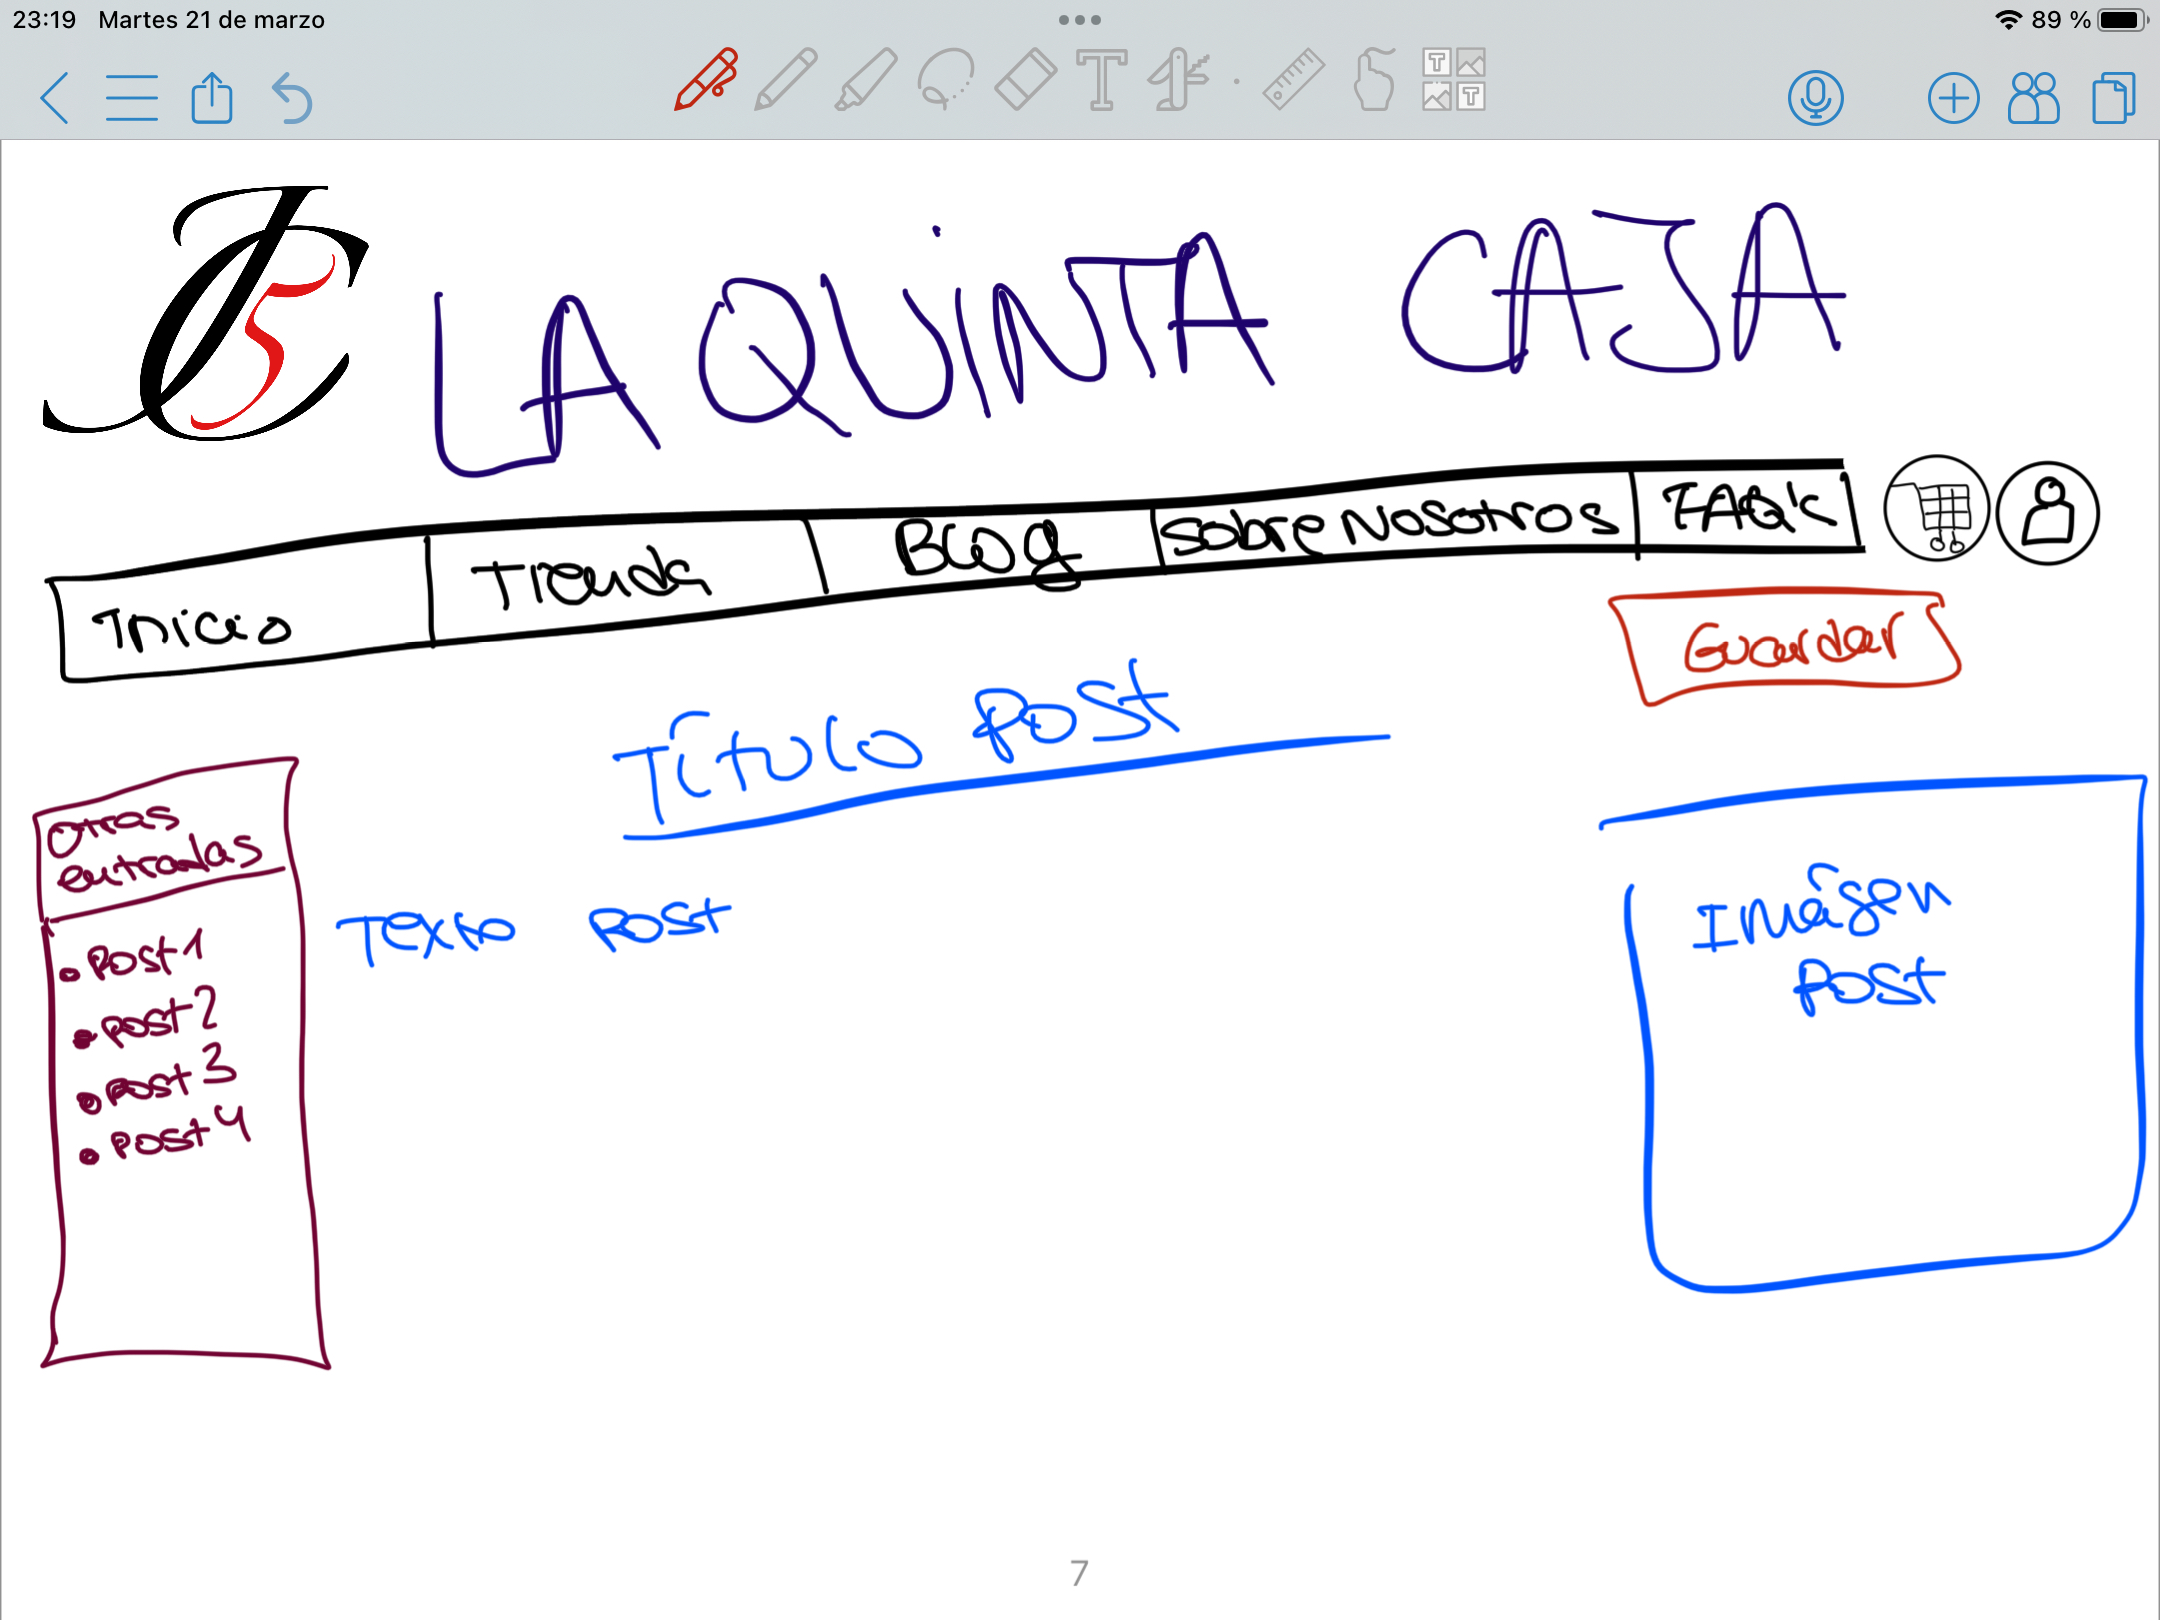 23:19 Martes 21 de marzo
89 %
LA QUINTA CAJA
Inicio
Tienda
Blog
Sobre Nosotros
FAQ's
Guardar
Título Post
Otras
entradas
Texto Post
Imágen
Post
• Post 1
• Post 2
• Post 3
• Post 4
7